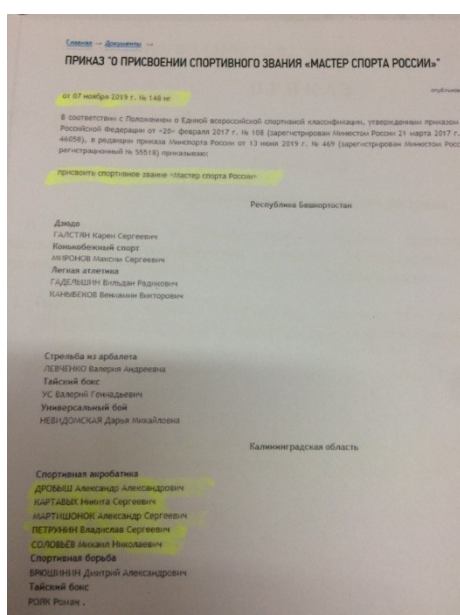 Главная → Документы →
ПРИКАЗ "О ПРИСВОЕНИИ СПОРТИВНОГО ЗВАНИЯ «МАСТЕР СПОРТА РОССИИ»"
опубликов
от 07 ноября 2019 г. № 148 нг
В соответствии с Положением о Единой всероссийской спортивной классификации, утвержденным приказом
Российской Федерации от «20» февраля 2017 г. № 108 (зарегистрирован Минюстом России 21 марта 2017 г.
46058), в редакции приказа Минспорта России от 13 июня 2019 г. № 469 (зарегистрирован Минюстом Росс
регистрационный № 55518) приказываю:
присвоить спортивное звание «Мастер спорта России»
Республика Башкортостан
Дзюдо
ГАЛСТЯН Карен Сергеевич
Конькобежный спорт
МИРОНОВ Максим Сергеевич
Легкая атлетика
ГАДЕЛЬШИН Вильдан Радикович
КАНЫБЕКОВ Вениамин Викторович
Стрельба из арбалета
ЛЕВЧЕНКО Валерия Андреевна
Тайский бокс
УС Валерий Геннадьевич
Универсальный бой
НЕВИДОМСКАЯ Дарья Михайловна
Калининградская область
Спортивная акробатика
ДРОБЫШ Александр Александрович
КАРТАВЫХ Никита Сергеевич
МАРТИШОНОК Александр Сергеевич
ПЕТРУНИН Владислав Сергеевич
СОЛОВЬЁВ Михаил Николаевич
Спортивная борьба
БРЮШИНИН Дмитрий Александрович
Тайский бокс
РОЯК Роман .